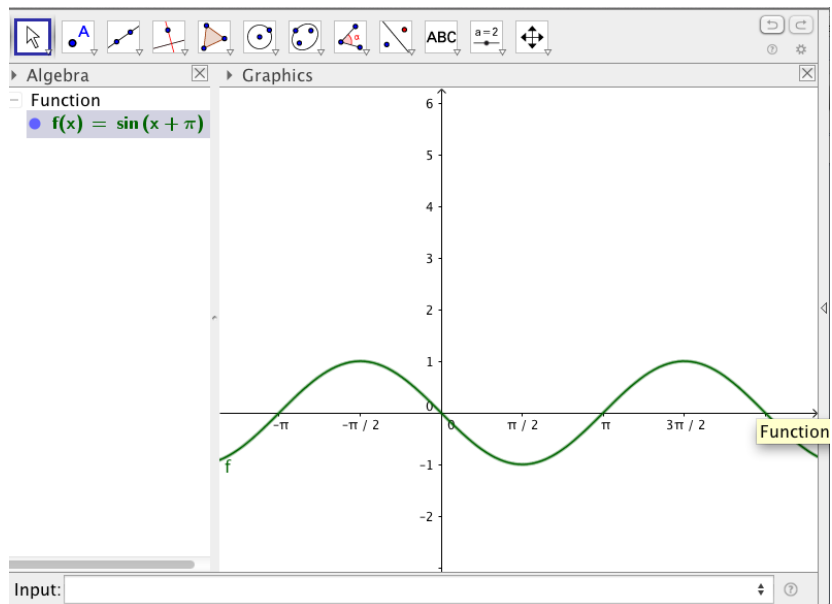 A
α
ABC
a = 2
Algebra
Graphics
Function
f(x) = sin (x + π)
6
5
4
3
2
1
0
-π
-π / 2
0
π / 2
π
3π / 2
Function
f
-1
-2
Input: